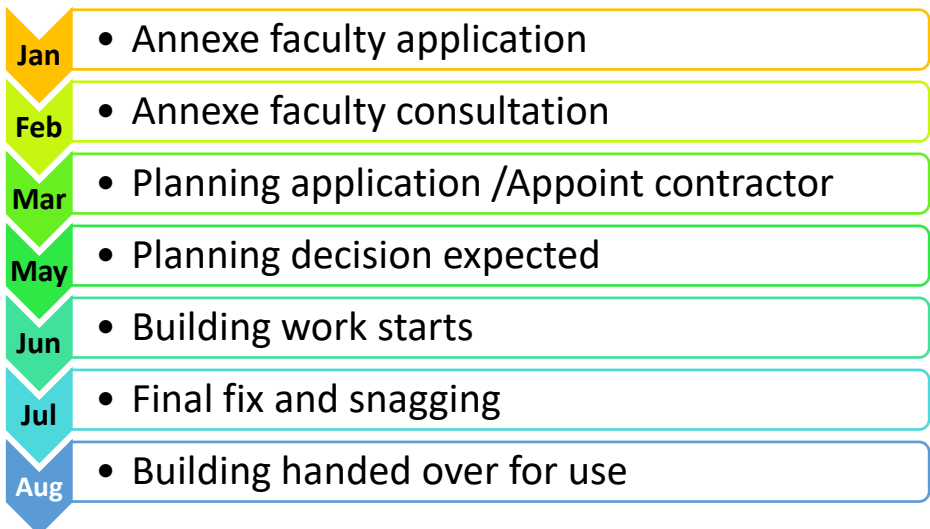 Jan • Annexe faculty application
Feb • Annexe faculty consultation
Mar • Planning application /Appoint contractor
May • Planning decision expected
Jun • Building work starts
Jul • Final fix and snagging
Aug • Building handed over for use